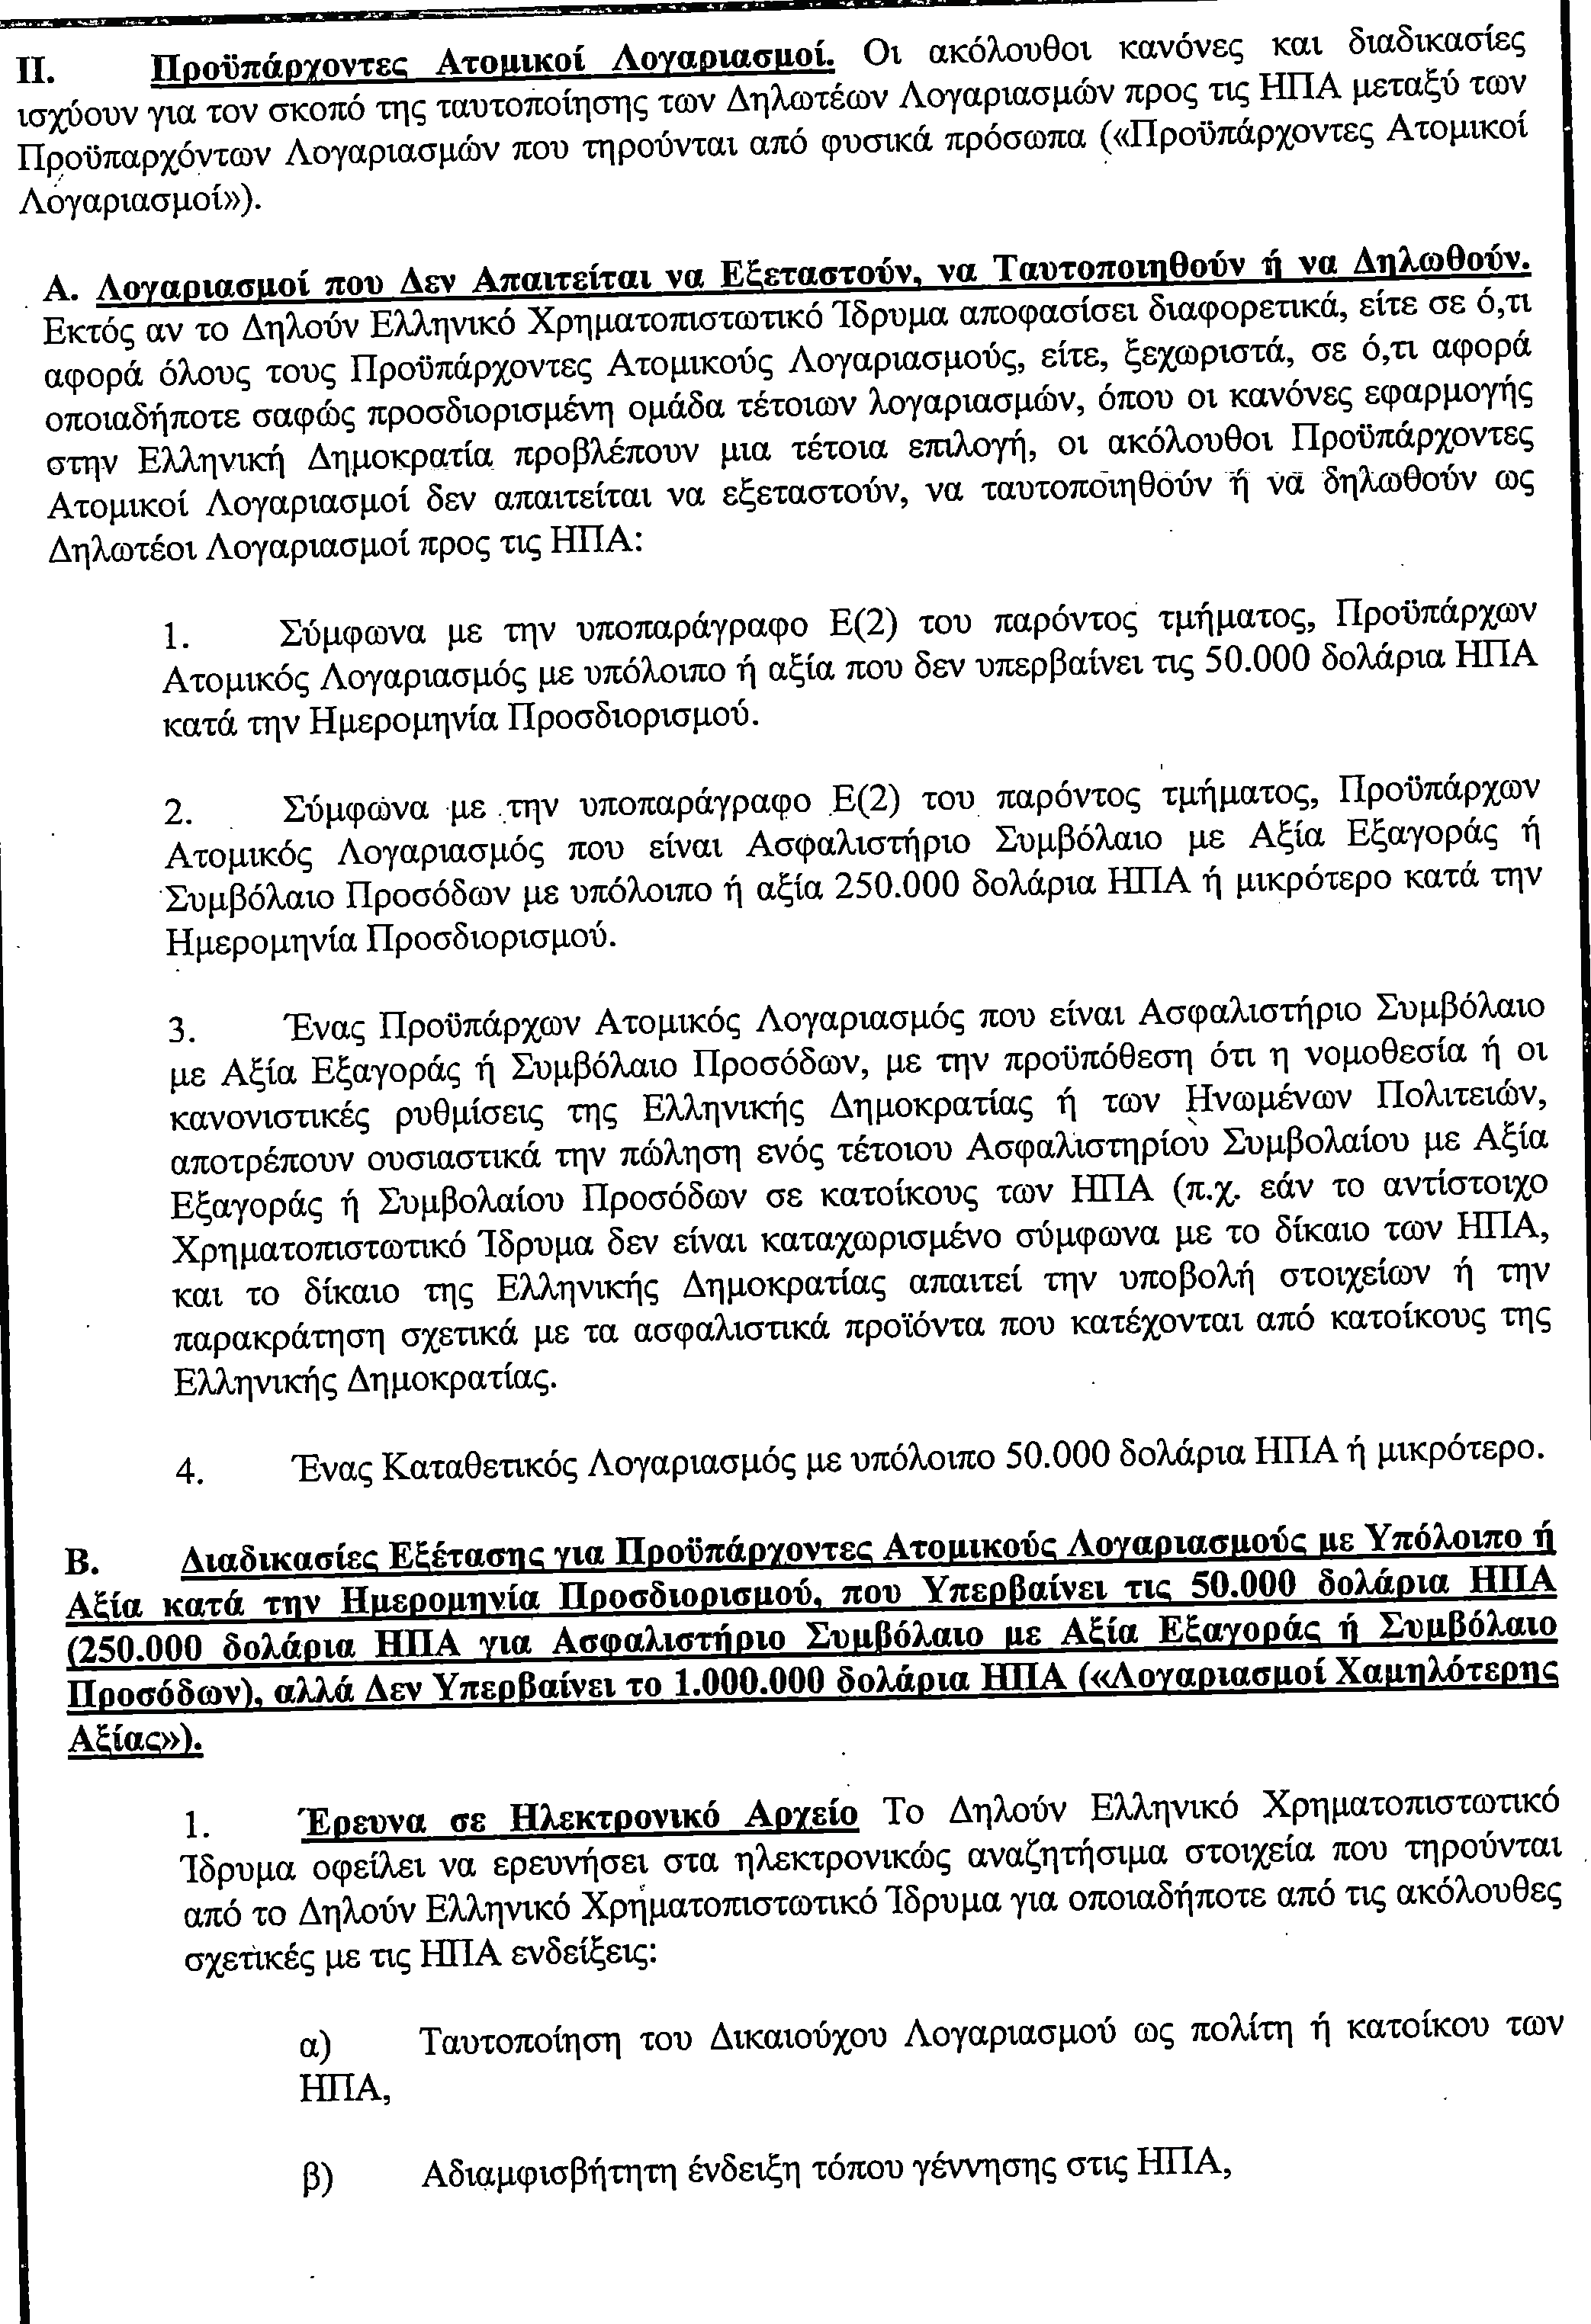 II. Προϋπάρχοντες Ατομικοί Λογαριασμοί. Οι ακόλουθοι κανόνες και διαδικασίες
ισχύουν για τον σκοπό της ταυτοποίησης των Δηλωτέων Λογαριασμών προς τις ΗΠΑ μεταξύ των
Προϋπαρχόντων Λογαριασμών που τηρούνται από φυσικά πρόσωπα («Προϋπάρχοντες Ατομικοί
Λογαριασμοί»).
Α. Λογαριασμοί που Δεν Απαιτείται να Εξεταστούν, να Ταυτοποιηθούν ή να Δηλωθούν.
Εκτός αν το Δηλούν Ελληνικό Χρηματοπιστωτικό Ίδρυμα αποφασίσει διαφορετικά, είτε σε ό,τι
αφορά όλους τους Προϋπάρχοντες Ατομικούς Λογαριασμούς, είτε, ξεχωριστά, σε ό,τι αφορά
οποιαδήποτε σαφώς προσδιορισμένη ομάδα τέτοιων λογαριασμών, όπου οι κανόνες εφαρμογής
στην Ελληνική Δημοκρατία προβλέπουν μια τέτοια επιλογή, οι ακόλουθοι Προϋπάρχοντες
Ατομικοί Λογαριασμοί δεν απαιτείται να εξεταστούν, να ταυτοποιηθούν ή να δηλωθούν ως
Δηλωτέοι Λογαριασμοί προς τις ΗΠΑ:
1. Σύμφωνα με την υποπαράγραφο Ε(2) του παρόντος τμήματος, Προϋπάρχων
Ατομικός Λογαριασμός με υπόλοιπο ή αξία που δεν υπερβαίνει τις 50.000 δολάρια ΗΠΑ
κατά την Ημερομηνία Προσδιορισμού.
2. Σύμφωνα με την υποπαράγραφο Ε(2) του παρόντος τμήματος, Προϋπάρχων
Ατομικός Λογαριασμός που είναι Ασφαλιστήριο Συμβόλαιο με Αξία Εξαγοράς ή
Συμβόλαιο Προσόδων με υπόλοιπο ή αξία 250.000 δολάρια ΗΠΑ ή μικρότερο κατά την
Ημερομηνία Προσδιορισμού.
3. Ένας Προϋπάρχων Ατομικός Λογαριασμός που είναι Ασφαλιστήριο Συμβόλαιο
με Αξία Εξαγοράς ή Συμβόλαιο Προσόδων, με την προϋπόθεση ότι η νομοθεσία ή οι
κανονιστικές ρυθμίσεις της Ελληνικής Δημοκρατίας ή των Ηνωμένων Πολιτειών,
αποτρέπουν ουσιαστικά την πώληση ενός τέτοιου Ασφαλιστηρίου Συμβολαίου με Αξία
Εξαγοράς ή Συμβολαίου Προσόδων σε κατοίκους των ΗΠΑ (π.χ. εάν το αντίστοιχο
Χρηματοπιστωτικό Ίδρυμα δεν είναι καταχωρισμένο σύμφωνα με το δίκαιο των ΗΠΑ,
και το δίκαιο της Ελληνικής Δημοκρατίας απαιτεί την υποβολή στοιχείων ή την
παρακράτηση σχετικά με τα ασφαλιστικά προϊόντα που κατέχονται από κατοίκους της
Ελληνικής Δημοκρατίας.
4. Ένας Καταθετικός Λογαριασμός με υπόλοιπο 50.000 δολάρια ΗΠΑ ή μικρότερο.
Β. Διαδικασίες Εξέτασης για Προϋπάρχοντες Ατομικούς Λογαριασμούς με Υπόλοιπο ή
Αξία κατά την Ημερομηνία Προσδιορισμού, που Υπερβαίνει τις 50.000 δολάρια ΗΠΑ
(250.000 δολάρια ΗΠΑ για Ασφαλιστήριο Συμβόλαιο με Αξία Εξαγοράς ή Συμβόλαιο
Προσόδων), αλλά Δεν Υπερβαίνει το 1.000.000 δολάρια ΗΠΑ («Λογαριασμοί Χαμηλότερης
Αξίας»).
1. Έρευνα σε Ηλεκτρονικό Αρχείο Το Δηλούν Ελληνικό Χρηματοπιστωτικό
Ίδρυμα οφείλει να ερευνήσει στα ηλεκτρονικώς αναζητήσιμα στοιχεία που τηρούνται
από το Δηλούν Ελληνικό Χρηματοπιστωτικό Ίδρυμα για οποιαδήποτε από τις ακόλουθες
σχετικές με τις ΗΠΑ ενδείξεις:
α) Ταυτοποίηση του Δικαιούχου Λογαριασμού ως πολίτη ή κατοίκου των
ΗΠΑ,
β) Αδιαμφισβήτητη ένδειξη τόπου γέννησης στις ΗΠΑ,